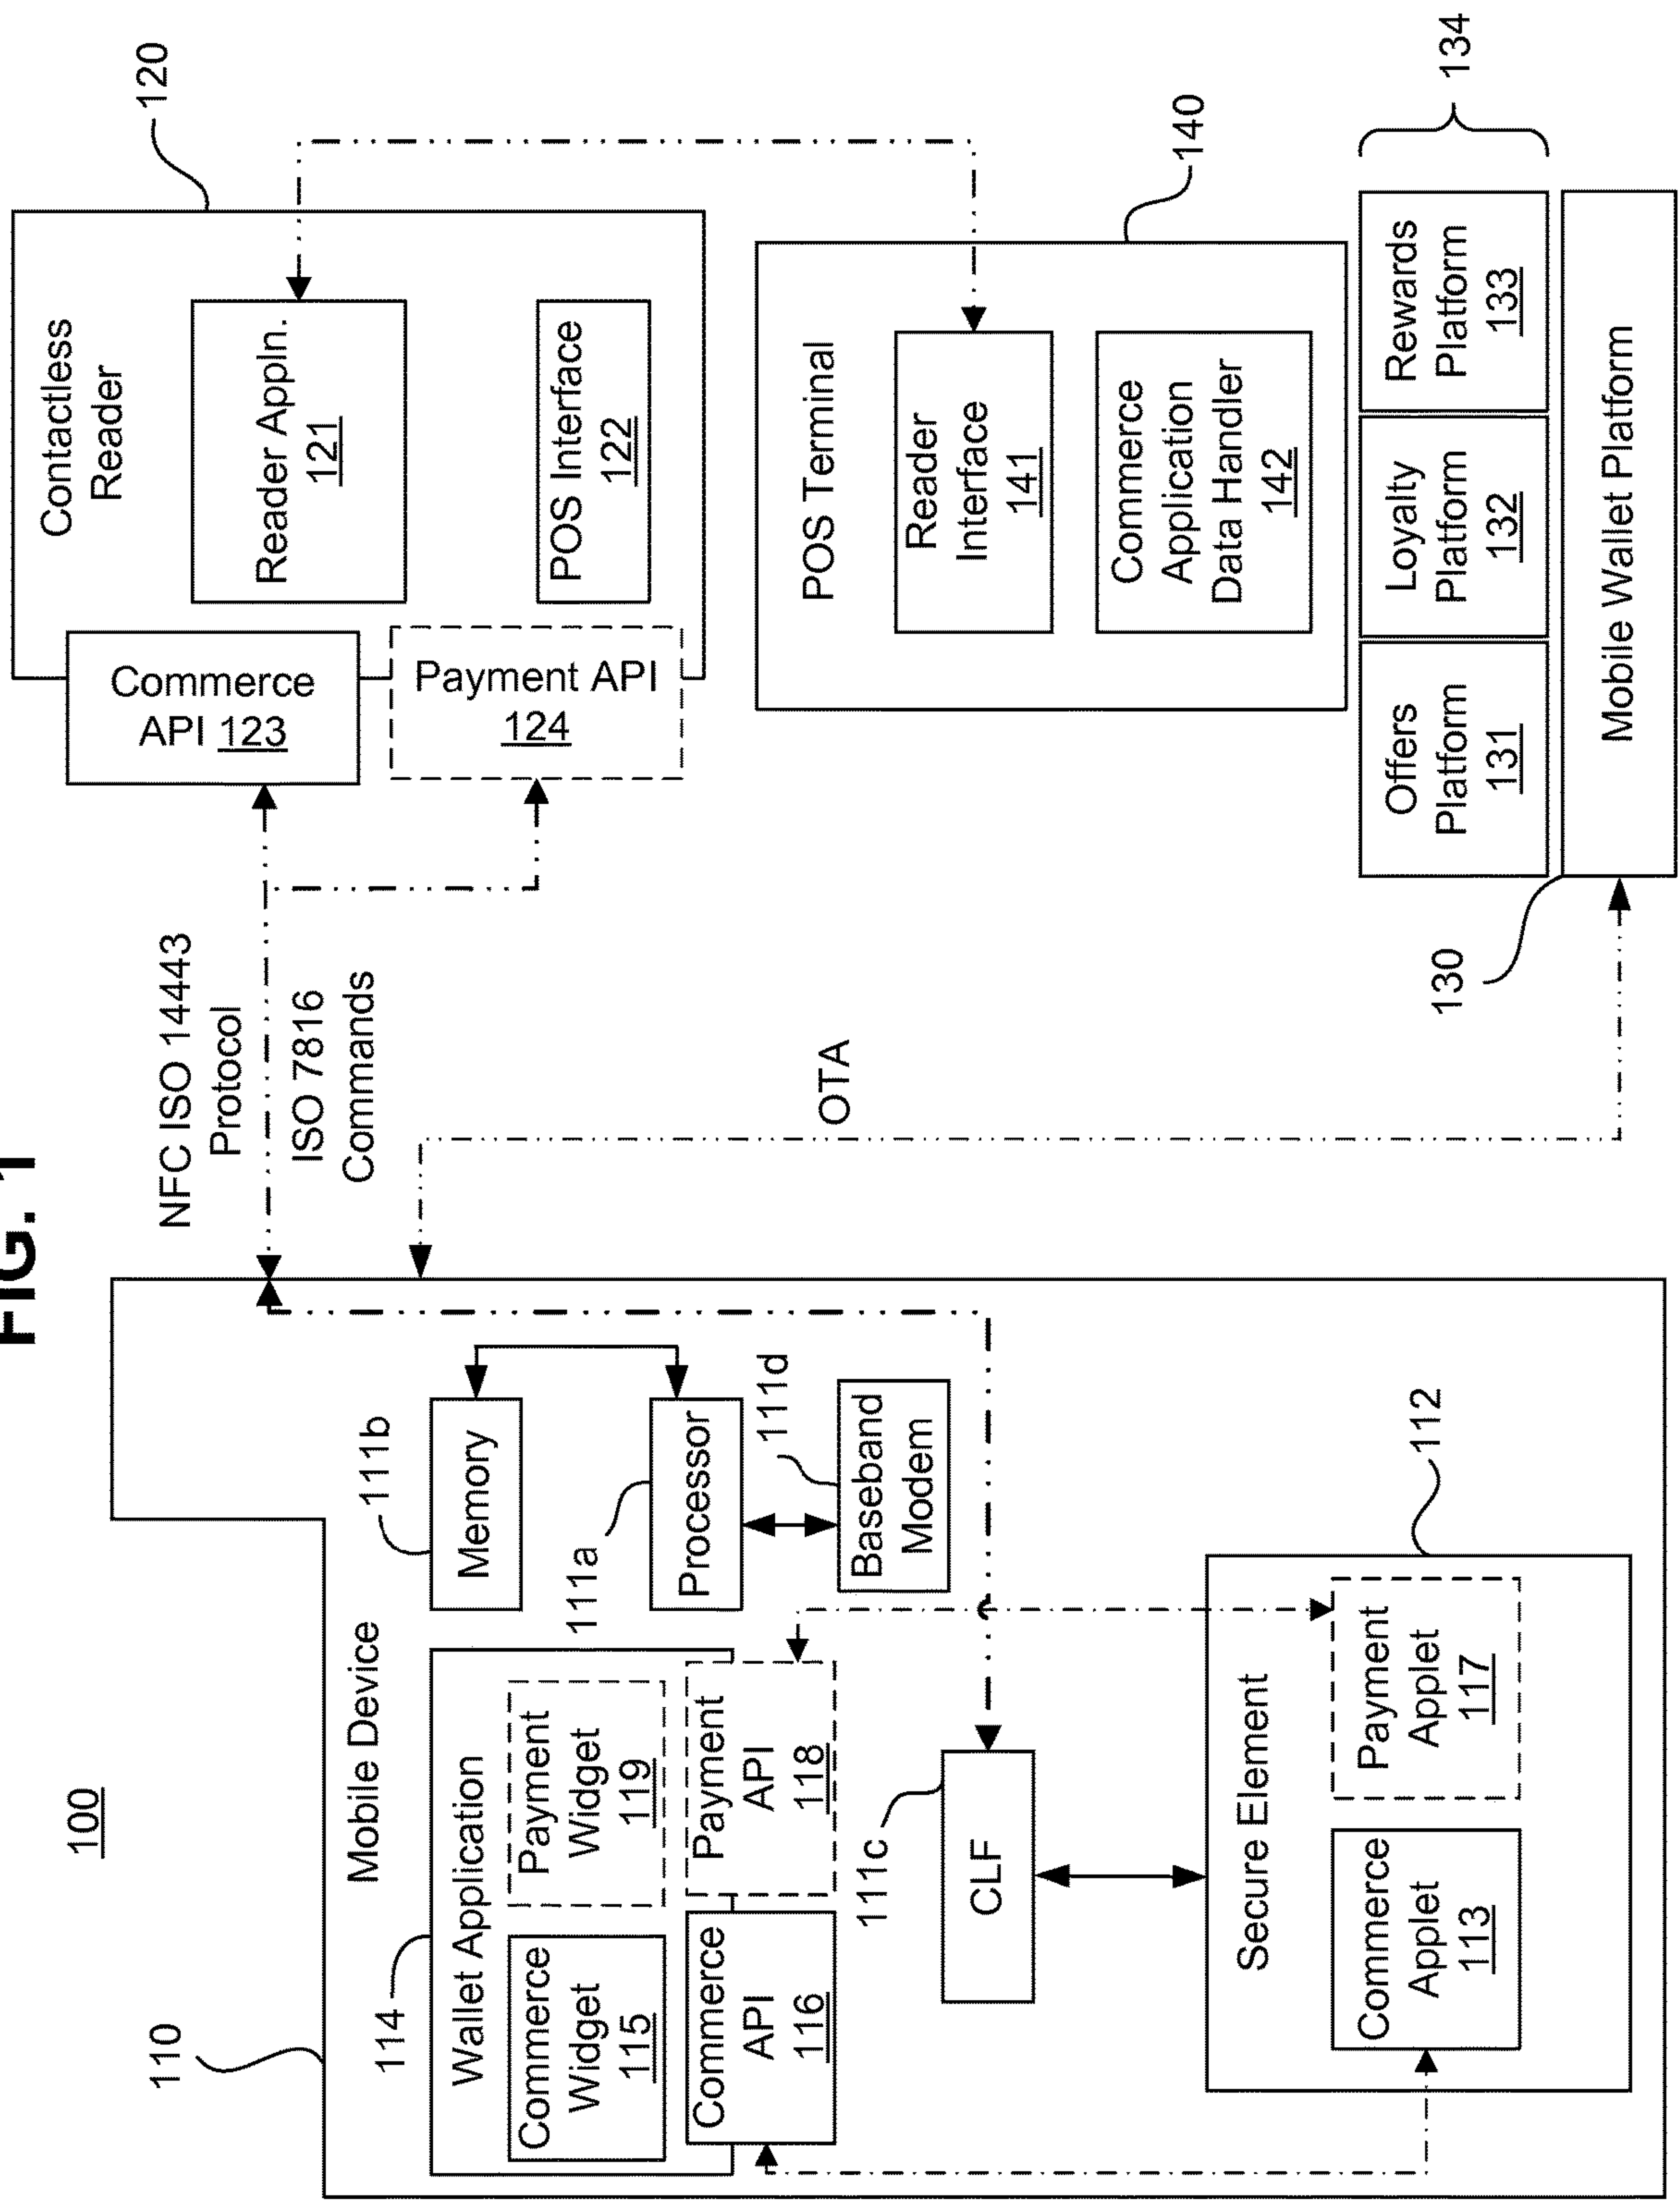 FIG. 1
100
110
Mobile Device
114
Wallet Application
Commerce
Widget
115
Payment
Widget
119
Commerce
API
116
Payment
API
118
111b
Memory
111a
Processor
111d
Baseband
Modem
111c
CLF
112
Secure Element
Commerce
Applet
113
Payment
Applet
117
NFC ISO 14443
Protocol
ISO 7816
Commands
OTA
120
Contactless
Reader
Reader Appln.
121
POS Interface
122
Commerce
API 123
Payment API
124
140
POS Terminal
Reader
Interface
141
Commerce
Application
Data Handler
142
134
Offers
Platform
131
Loyalty
Platform
132
Rewards
Platform
133
130
Mobile Wallet Platform